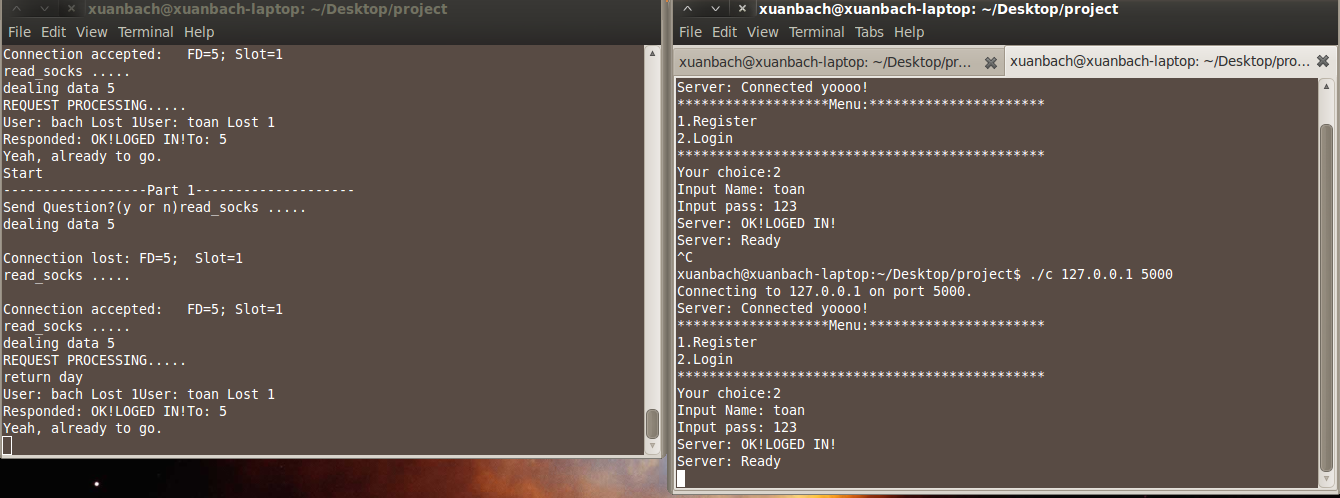 xuanbach@xuanbach-laptop: ~/Desktop/project
File Edit View Terminal Help
Connection accepted:   FD=5; Slot=1
read_socks .....
dealing data 5
REQUEST PROCESSING.....
User: bach Lost 1User: toan Lost 1
Responded: OK!LOGED IN!To: 5
Yeah, already to go.
Start
------------------Part 1--------------------
Send Question?(y or n)read_socks .....
dealing data 5
Connection lost: FD=5;  Slot=1
read_socks .....
Connection accepted:   FD=5; Slot=1
read_socks .....
dealing data 5
REQUEST PROCESSING.....
return day
User: bach Lost 1User: toan Lost 1
Responded: OK!LOGED IN!To: 5
Yeah, already to go.
xuanbach@xuanbach-laptop: ~/Desktop/project
File Edit View Terminal Tabs Help
xuanbach@xuanbach-laptop: ~/Desktop/pr...
xuanbach@xuanbach-laptop: ~/Desktop/pro...
Server: Connected yoooo!
*******************Menu:**********************
1.Register
2.Login
**********************************************
Your choice:2
Input Name: toan
Input pass: 123
Server: OK!LOGED IN!
Server: Ready
^C
xuanbach@xuanbach-laptop:~/Desktop/project$ ./c 127.0.0.1 5000
Connecting to 127.0.0.1 on port 5000.
Server: Connected yoooo!
*******************Menu:**********************
1.Register
2.Login
**********************************************
Your choice:2
Input Name: toan
Input pass: 123
Server: OK!LOGED IN!
Server: Ready